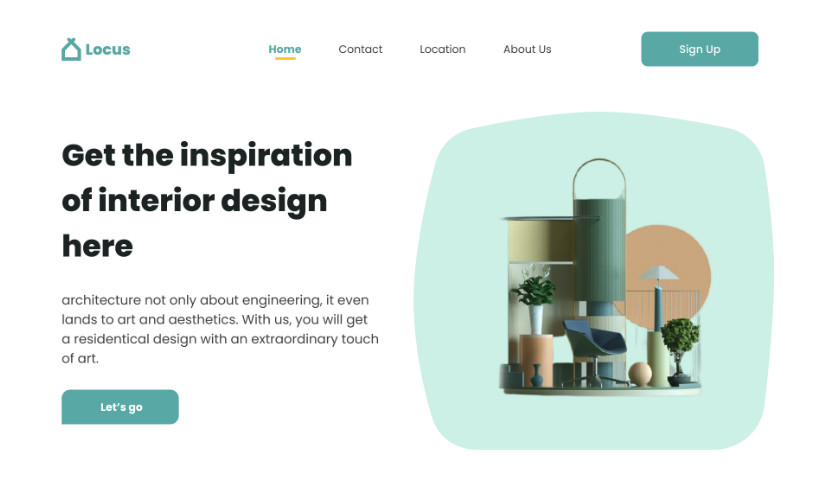 Locus
Home
Contact
Location
About Us
Sign Up
Get the inspiration
of interior design
here
architecture not only about engineering, it even
lands to art and aesthetics. With us, you will get
a residentical design with an extraordinary touch
of art.
Let's go